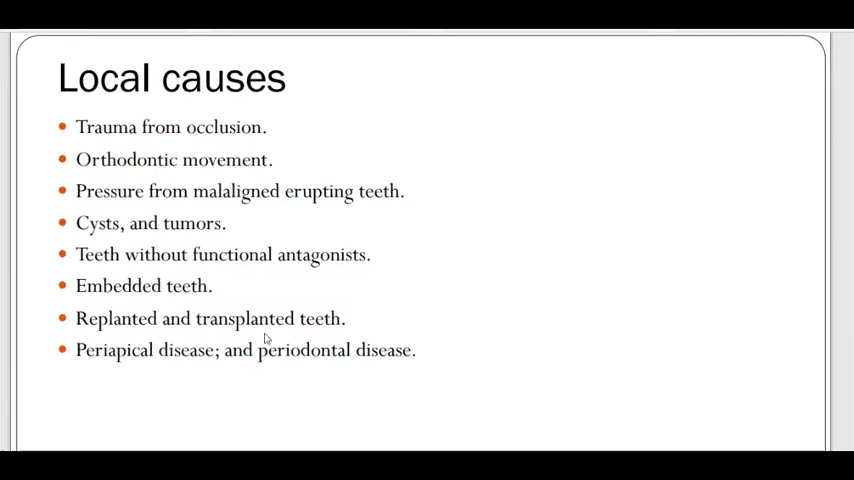 Local causes
Trauma from occlusion.
Orthodontic movement.
Pressure from malaligned erupting teeth.
Cysts, and tumors.
Teeth without functional antagonists.
Embedded teeth.
Replanted and transplanted teeth.
Periapical disease; and periodontal disease.